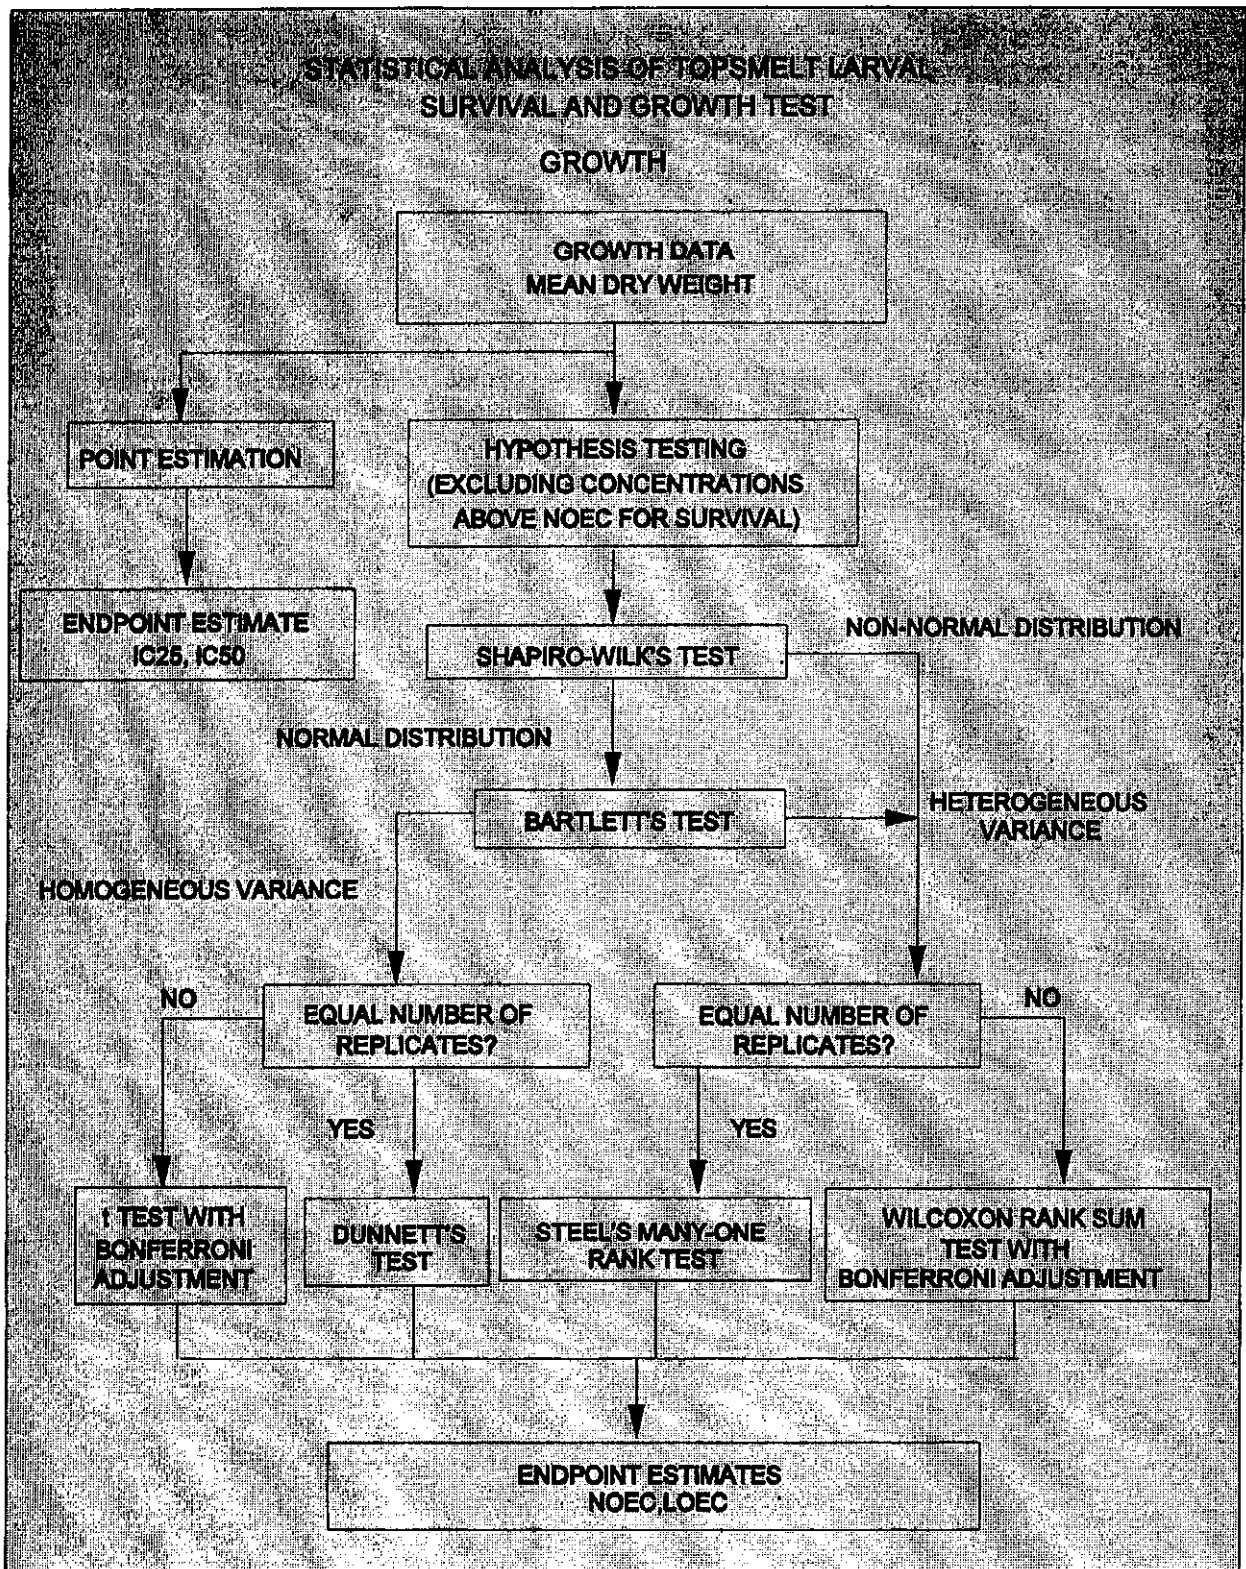 STATISTICAL ANALYSIS OF TOPSMELT LARVAL
SURVIVAL AND GROWTH TEST
GROWTH
GROWTH DATA
MEAN DRY WEIGHT
POINT ESTIMATION
HYPOTHESIS TESTING
(EXCLUDING CONCENTRATIONS
ABOVE NOEC FOR SURVIVAL)
ENDPOINT ESTIMATE
IC25, IC50
SHAPIRO-WILK'S TEST
NON-NORMAL DISTRIBUTION
NORMAL DISTRIBUTION
BARTLETT'S TEST
HETEROGENEOUS
VARIANCE
HOMOGENEOUS VARIANCE
NO
EQUAL NUMBER OF
REPLICATES?
EQUAL NUMBER OF
REPLICATES?
NO
YES
YES
t TEST WITH
BONFERRONI
ADJUSTMENT
DUNNETT'S
TEST
STEEL'S MANY-ONE
RANK TEST
WILCOXON RANK SUM
TEST WITH
BONFERRONI ADJUSTMENT
ENDPOINT ESTIMATES
NOEC,LOEC